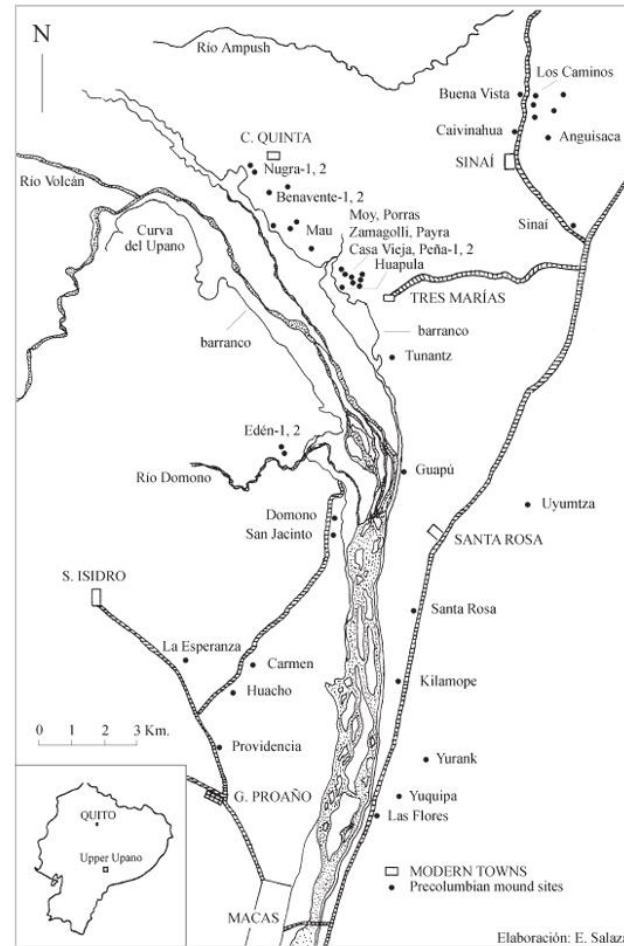 N
Río Ampush
Los Caminos
Buena Vista
Caivinahua
Anguisaca
C. QUINTA
SINAÍ
Nugra-1, 2
Río Volcán
Benavente-1, 2
Curva
del Upano
Mau
Moy, Porras
Zamagolli, Payra
Casa Vieja, Peña-1, 2
Huapula
Sinaí
TRES MARÍAS
barranco
barranco
Tunantz
Edén-1, 2
Río Domono
Guapú
Uyumtza
Domono
San Jacinto
SANTA ROSA
S. ISIDRO
Santa Rosa
La Esperanza
Carmen
Huacho
Kilamope
0 1 2 3 Km.
Providencia
Yurank
G. PROAÑO
Yuquipa
Las Flores
QUITO
Upper Upano
MODERN TOWNS
Precolumbian mound sites
MACAS
Elaboración: E. Salaz